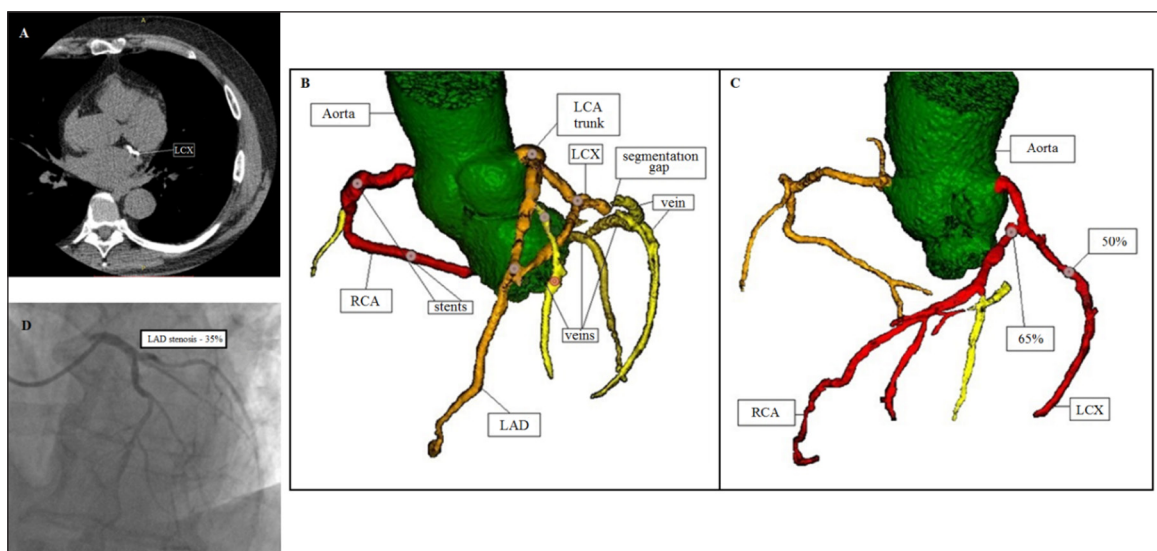 A
A
LCX
D
LAD stenosis - 35%
B
Aorta
LCA
trunk
LCX
segmentation
gap
vein
RCA
stents
veins
LAD
C
Aorta
50%
65%
RCA
LCX